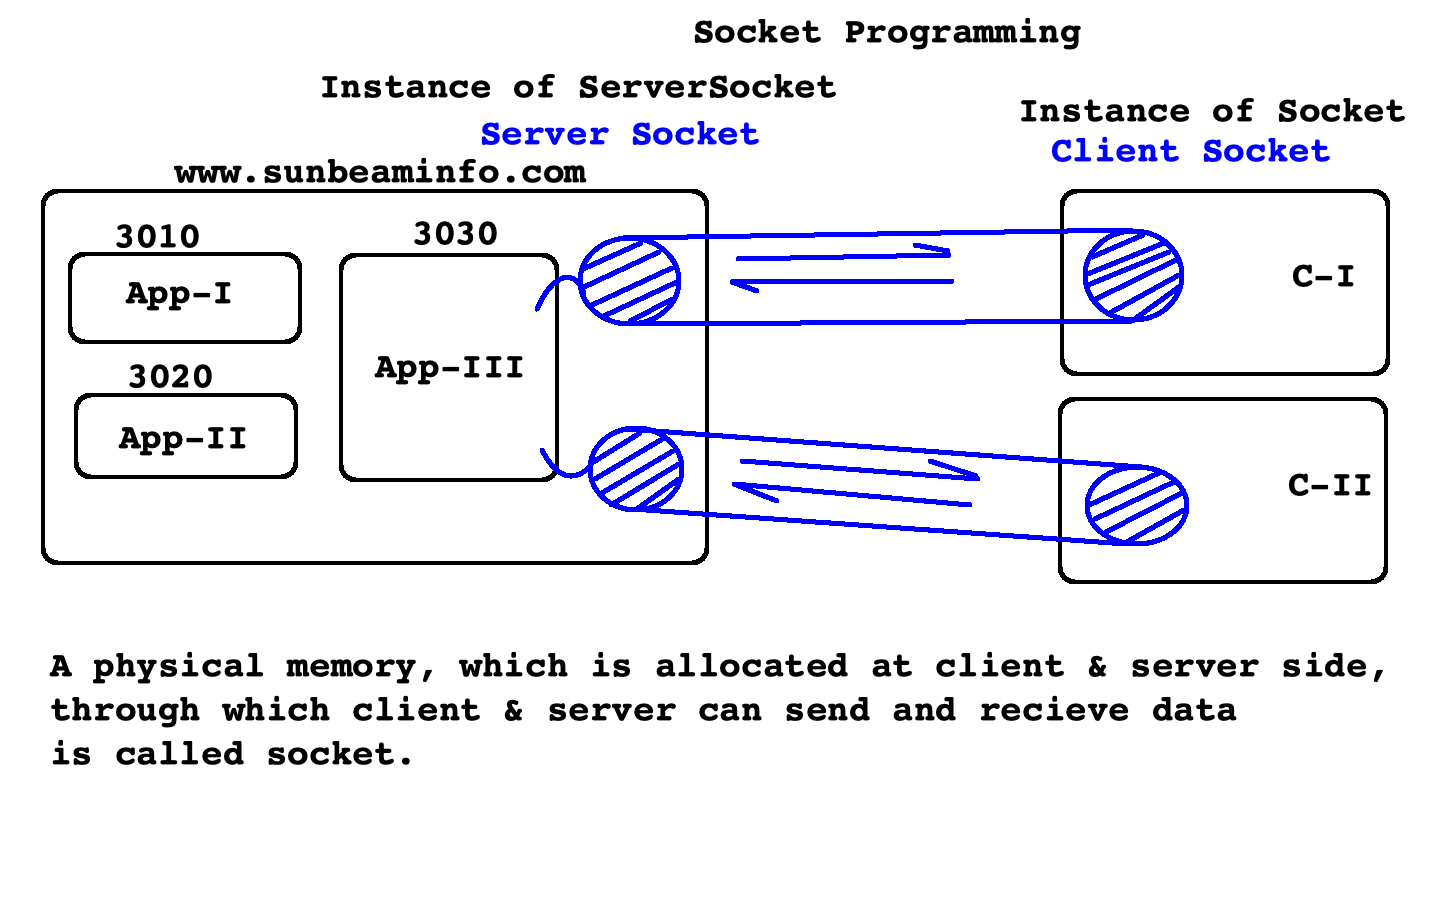 Socket Programming
Instance of ServerSocket
Server Socket
Instance of Socket
Client Socket
www.sunbeaminfo.com
3010
App-I
3020
App-II
3030
App-III
C-I
C-II
A physical memory, which is allocated at client & server side,
through which client & server can send and recieve data
is called socket.